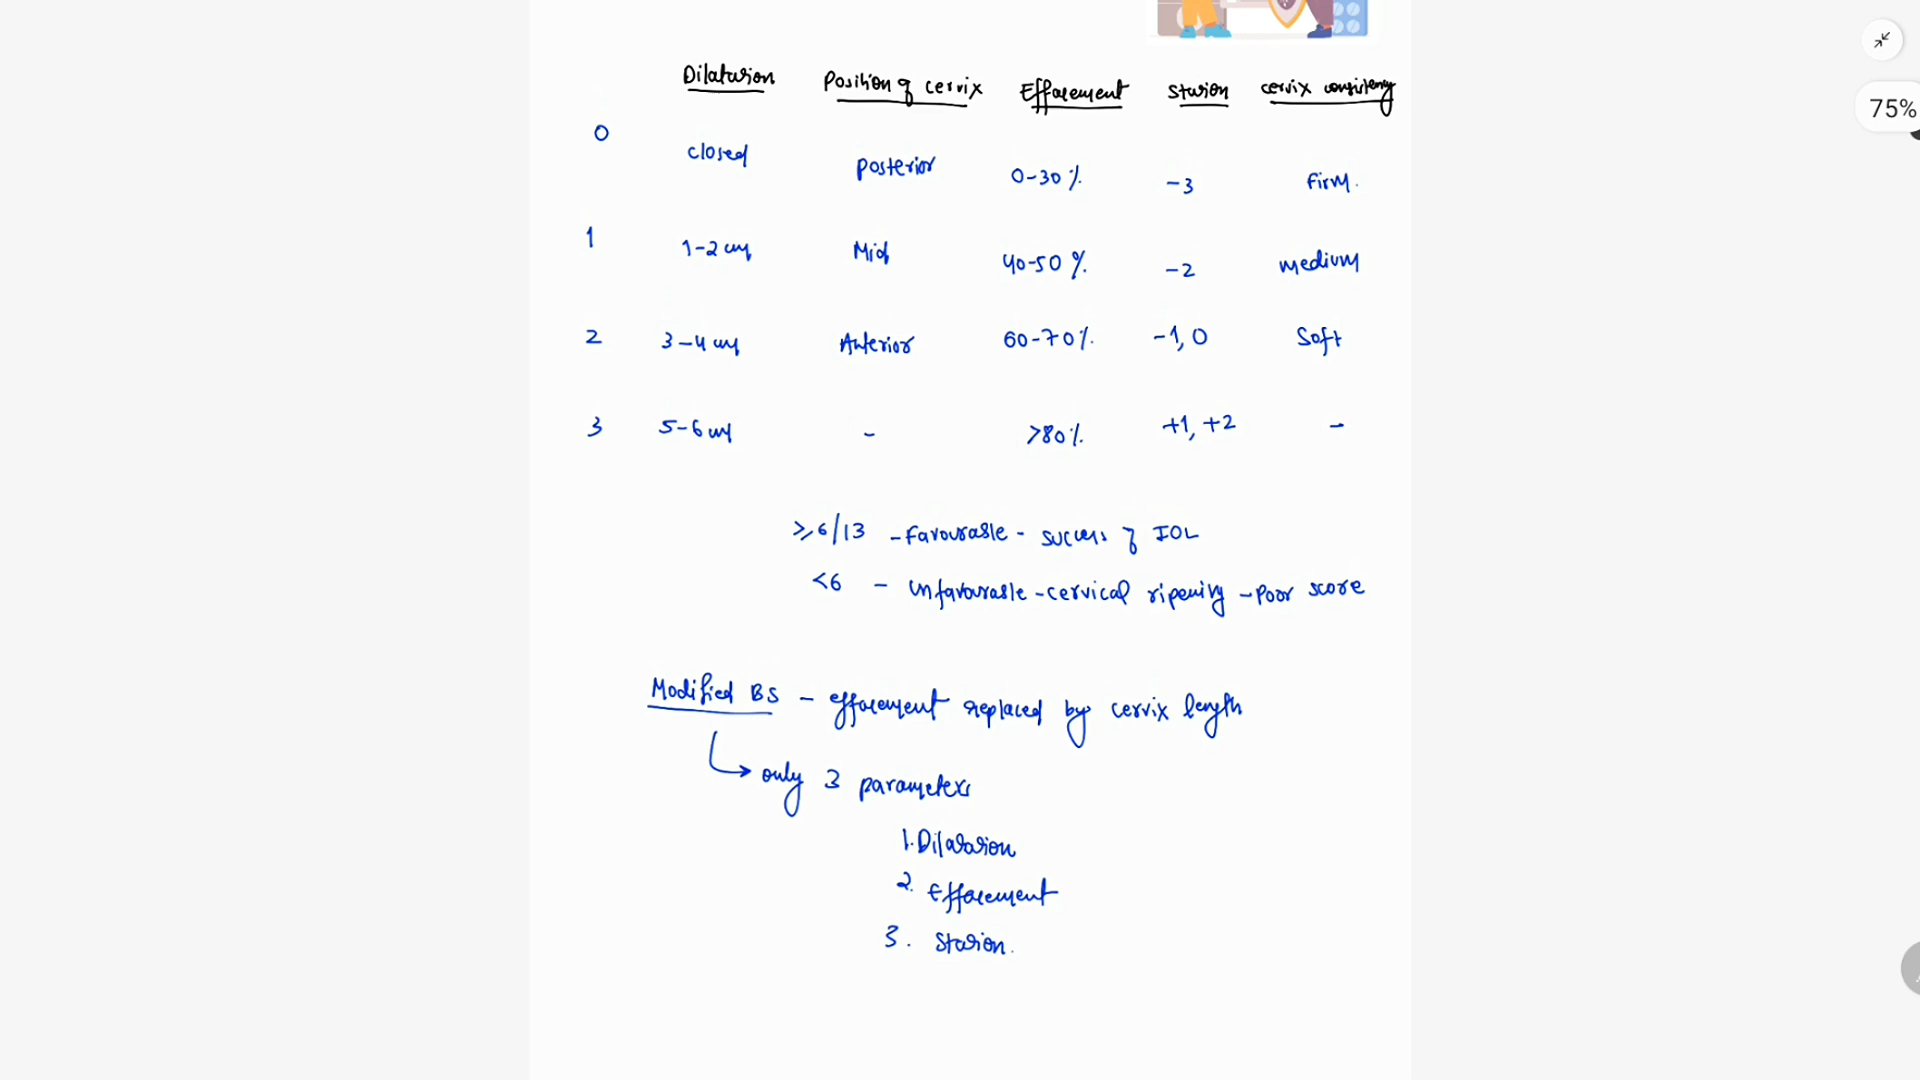 Dilatation Position of cervix Effacement Station cervix consistency
0 closed Posterior 0-30% -3 Firm.
1 1-2 cm Mid 40-50% -2 medium
2 3-4 cm Anterior 60-70% -1, 0 Soft
3 5-6 cm - >80% +1, +2 -
≥6/13 - Favourable - success of IOL
<6 - Unfavourable - cervical ripening - Poor score
Modified BS - effacement replaced by cervix length
↳ only 3 parameters
1. Dilatation
2. Effacement
3. Station.
75%